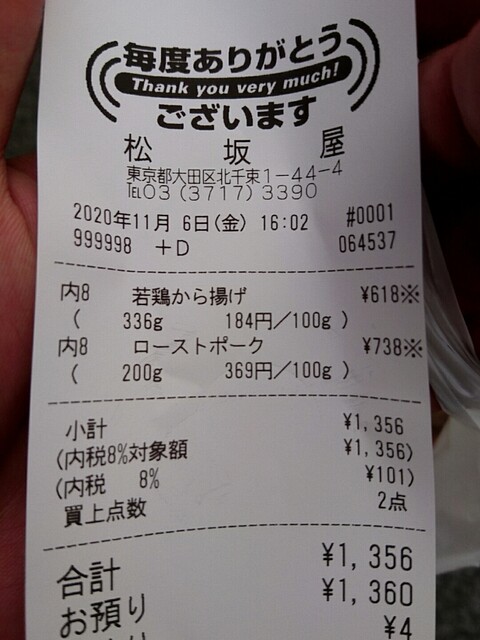 毎度ありがとう
Thank you very much!
ございます
松坂屋
東京都大田区北千束1-44-4
TEL03(3717)3390
2020年11月 6日(金) 16:02 #0001
999998 +D 064537
内8 若鶏から揚げ ¥618※
( 336g 184円/100g )
内8 ローストポーク ¥738※
( 200g 369円/100g )
小計 ¥1,356
(内税8%対象額 ¥1,356)
(内税 8% ¥101)
買上点数 2点
合計 ¥1,356
お預り ¥1,360
¥4